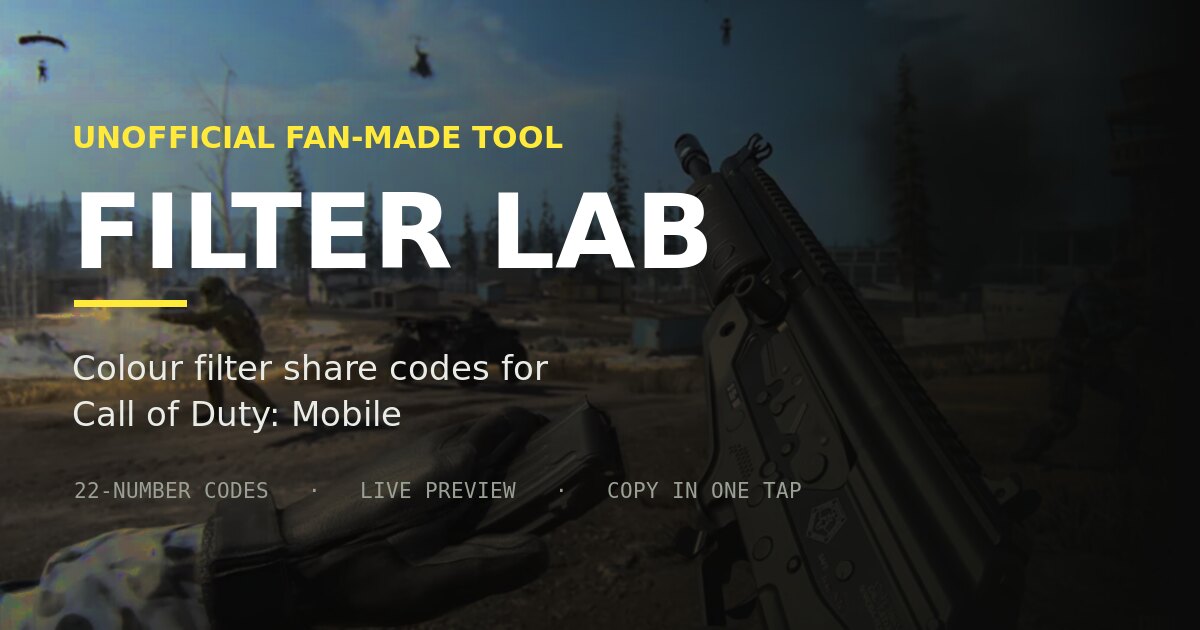 UNOFFICIAL FAN-MADE TOOL
FILTER LAB
Colour filter share codes for
Call of Duty: Mobile
22-NUMBER CODES · LIVE PREVIEW · COPY IN ONE TAP